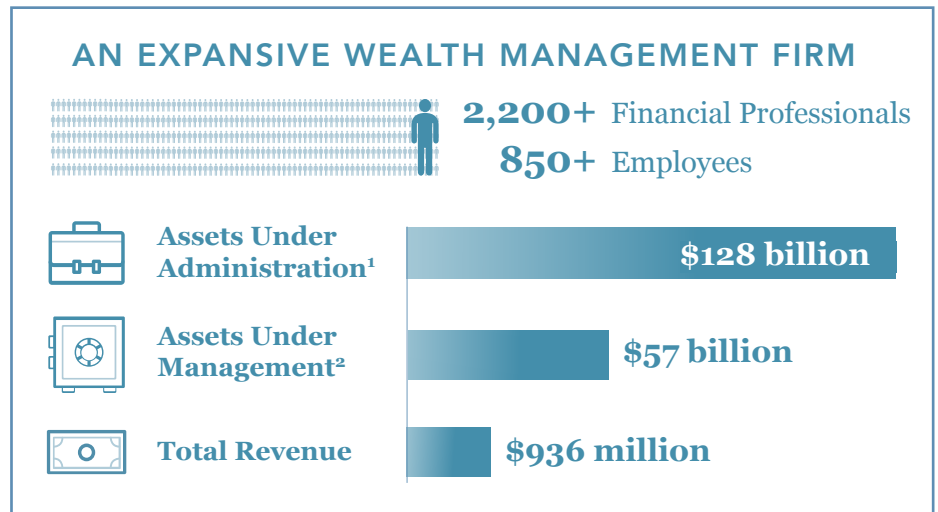 AN EXPANSIVE WEALTH MANAGEMENT FIRM
2,200+ Financial Professionals
850+ Employees
Assets Under
Administration¹
$128 billion
Assets Under
Management²
$57 billion
Total Revenue
$936 million